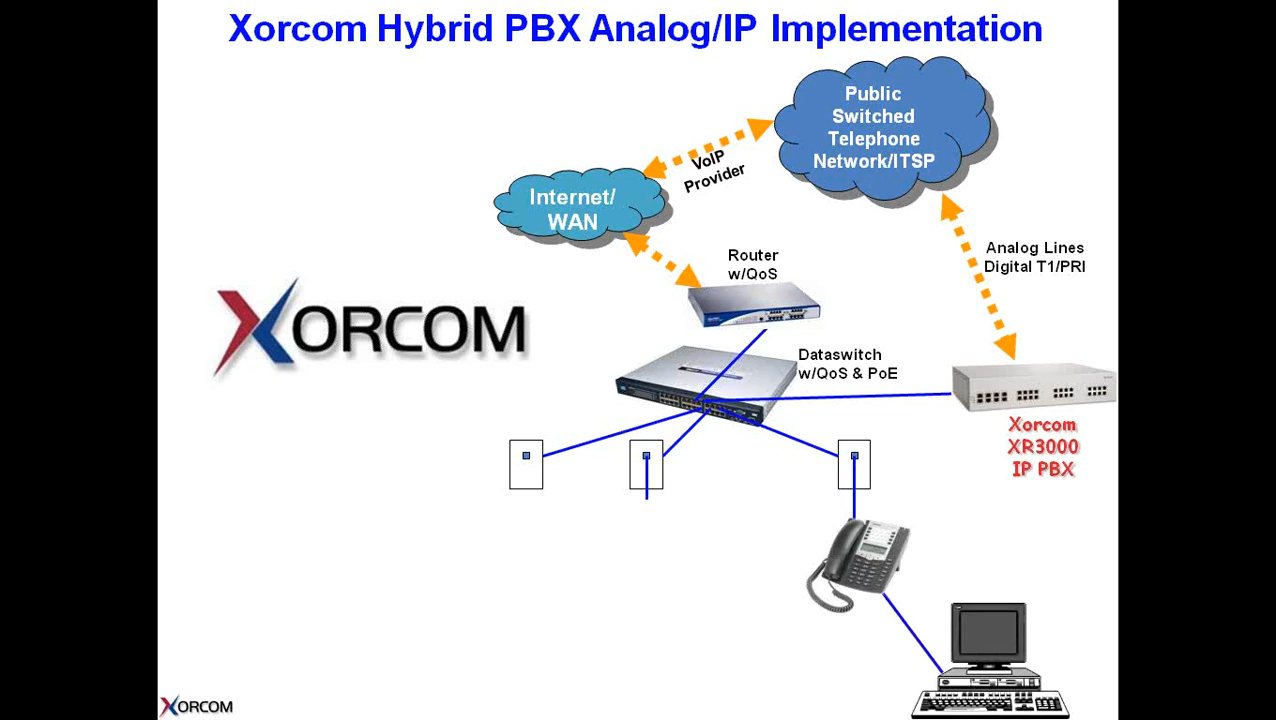 Xorcom Hybrid PBX Analog/IP Implementation
Public
Switched
Telephone
Network/ITSP
VoIP
Provider
Internet/
WAN
Router
w/QoS
Analog Lines
Digital T1/PRI
XORCOM
Dataswitch
w/QoS & PoE
Xorcom
XR3000
IP PBX
XORCOM